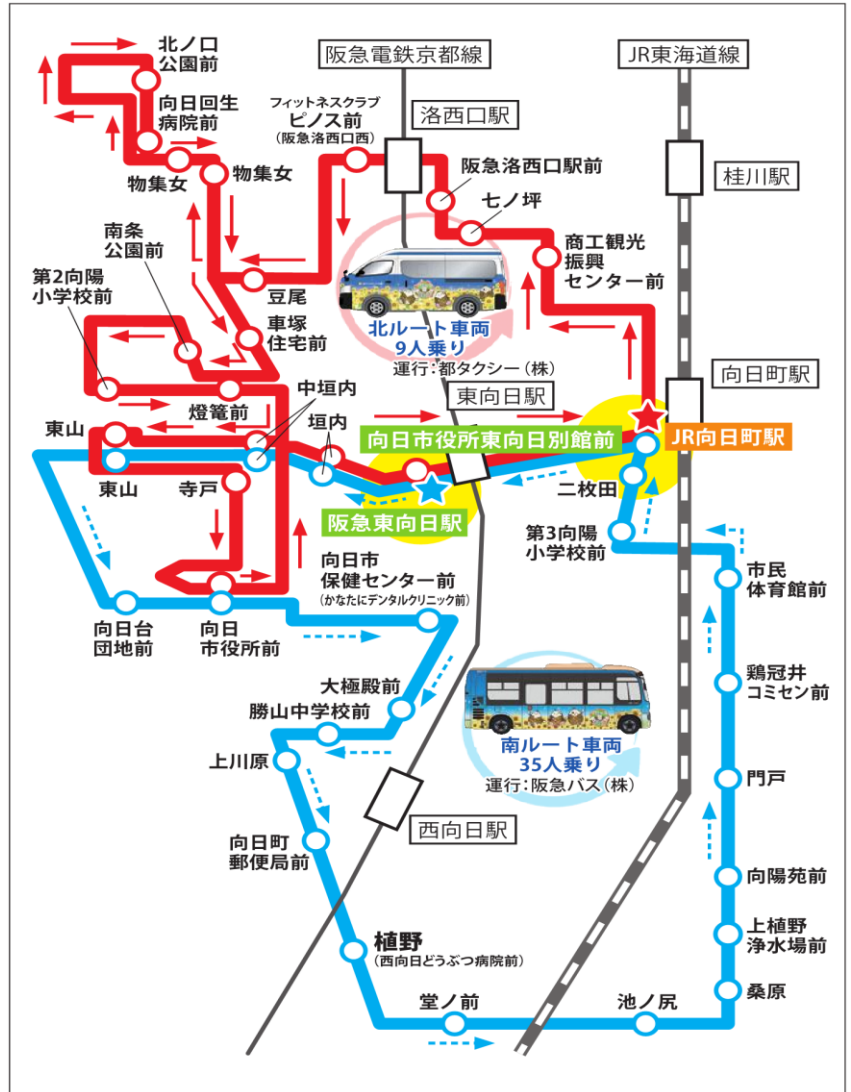 阪急電鉄京都線
JR東海道線
北ノ口
公園前
向日回生
病院前
フィットネスクラブ
ピノス前
(阪急洛西口西)
洛西口駅
桂川駅
物集女
物集女
阪急洛西口駅前
七ノ坪
南条
公園前
商工観光
振興
センター前
第2向陽
小学校前
豆尾
車塚
住宅前
北ルート車両
9人乗り
運行:都タクシー(株)
向日町駅
東向日駅
燈篭前
中垣内
垣内
東山
向日市役所東向日別館前
JR向日町駅
東山
寺戸
二枚田
阪急東向日駅
第3向陽
小学校前
向日市
保健センター前
(かなたにデンタルクリニック前)
市民
体育館前
向日台
団地前
向日
市役所前
大極殿前
勝山中学校前
鶏冠井
コミセン前
上川原
南ルート車両
35人乗り
運行:阪急バス(株)
門戸
西向日駅
向日町
郵便局前
向陽苑前
植野
(西向日どうぶつ病院前)
上植野
浄水場前
桑原
堂ノ前
池ノ尻